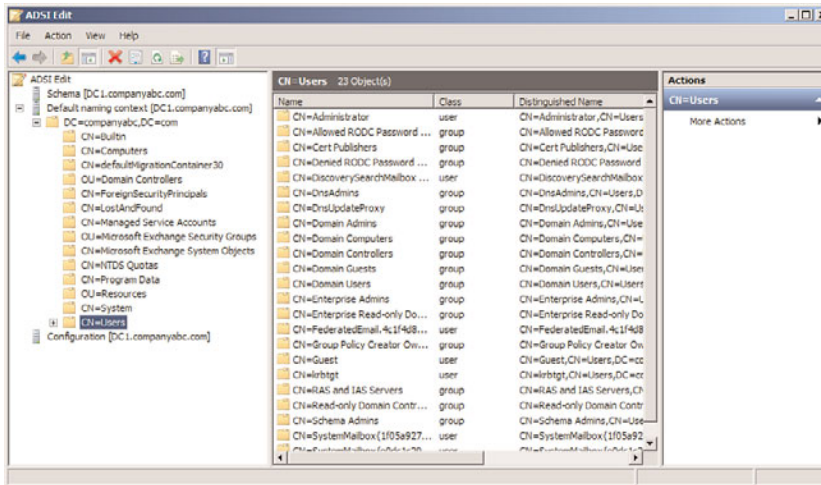 ADSI Edit
File Action View Help
ADSI Edit
Schema [DC1.companyabc.com]
Default naming context [DC1.companyabc.com]
DC=companyabc,DC=com
CN=Builtin
CN=Computers
CN=defaultMigrationContainer30
OU=Domain Controllers
CN=ForeignSecurityPrincipals
CN=LostAndFound
CN=Managed Service Accounts
OU=Microsoft Exchange Security Groups
CN=Microsoft Exchange System Objects
CN=NTDS Quotas
CN=Program Data
OU=Resources
CN=System
CN=Users
Configuration [DC1.companyabc.com]
CN=Users 23 Object(s)
Name Class Distinguished Name
CN=Administrator user CN=Administrator,CN=Users
CN=Allowed RODC Password ... group CN=Allowed RODC Password
CN=Cert Publishers group CN=Cert Publishers,CN=Use
CN=Denied RODC Password ... group CN=Denied RODC Password
CN=DiscoverySearchMailbox ... user CN=DiscoverySearchMailbox
CN=DnsAdmins group CN=DnsAdmins,CN=Users,D
CN=DnsUpdateProxy group CN=DnsUpdateProxy,CN=Us
CN=Domain Admins group CN=Domain Admins,CN=Use
CN=Domain Computers group CN=Domain Computers,CN=
CN=Domain Controllers group CN=Domain Controllers,CN=
CN=Domain Guests group CN=Domain Guests,CN=User
CN=Domain Users group CN=Domain Users,CN=Users
CN=Enterprise Admins group CN=Enterprise Admins,CN=
CN=Enterprise Read-only Do... group CN=Enterprise Read-only Do
CN=FederatedEmail.4c1f4d8... user CN=FederatedEmail.4c1f4d8
CN=Group Policy Creator Ow... group CN=Group Policy Creator Ow
CN=Guest user CN=Guest,CN=Users,DC=cc
CN=krbtgt user CN=krbtgt,CN=Users,DC=cc
CN=RAS and IAS Servers group CN=RAS and IAS Servers,CN
CN=Read-only Domain Contr... group CN=Read-only Domain Contr
CN=Schema Admins group CN=Schema Admins,CN=Use
CN=SystemMailbox{1f05a927... user CN=SystemMailbox{1f05a92
Actions
CN=Users
More Actions